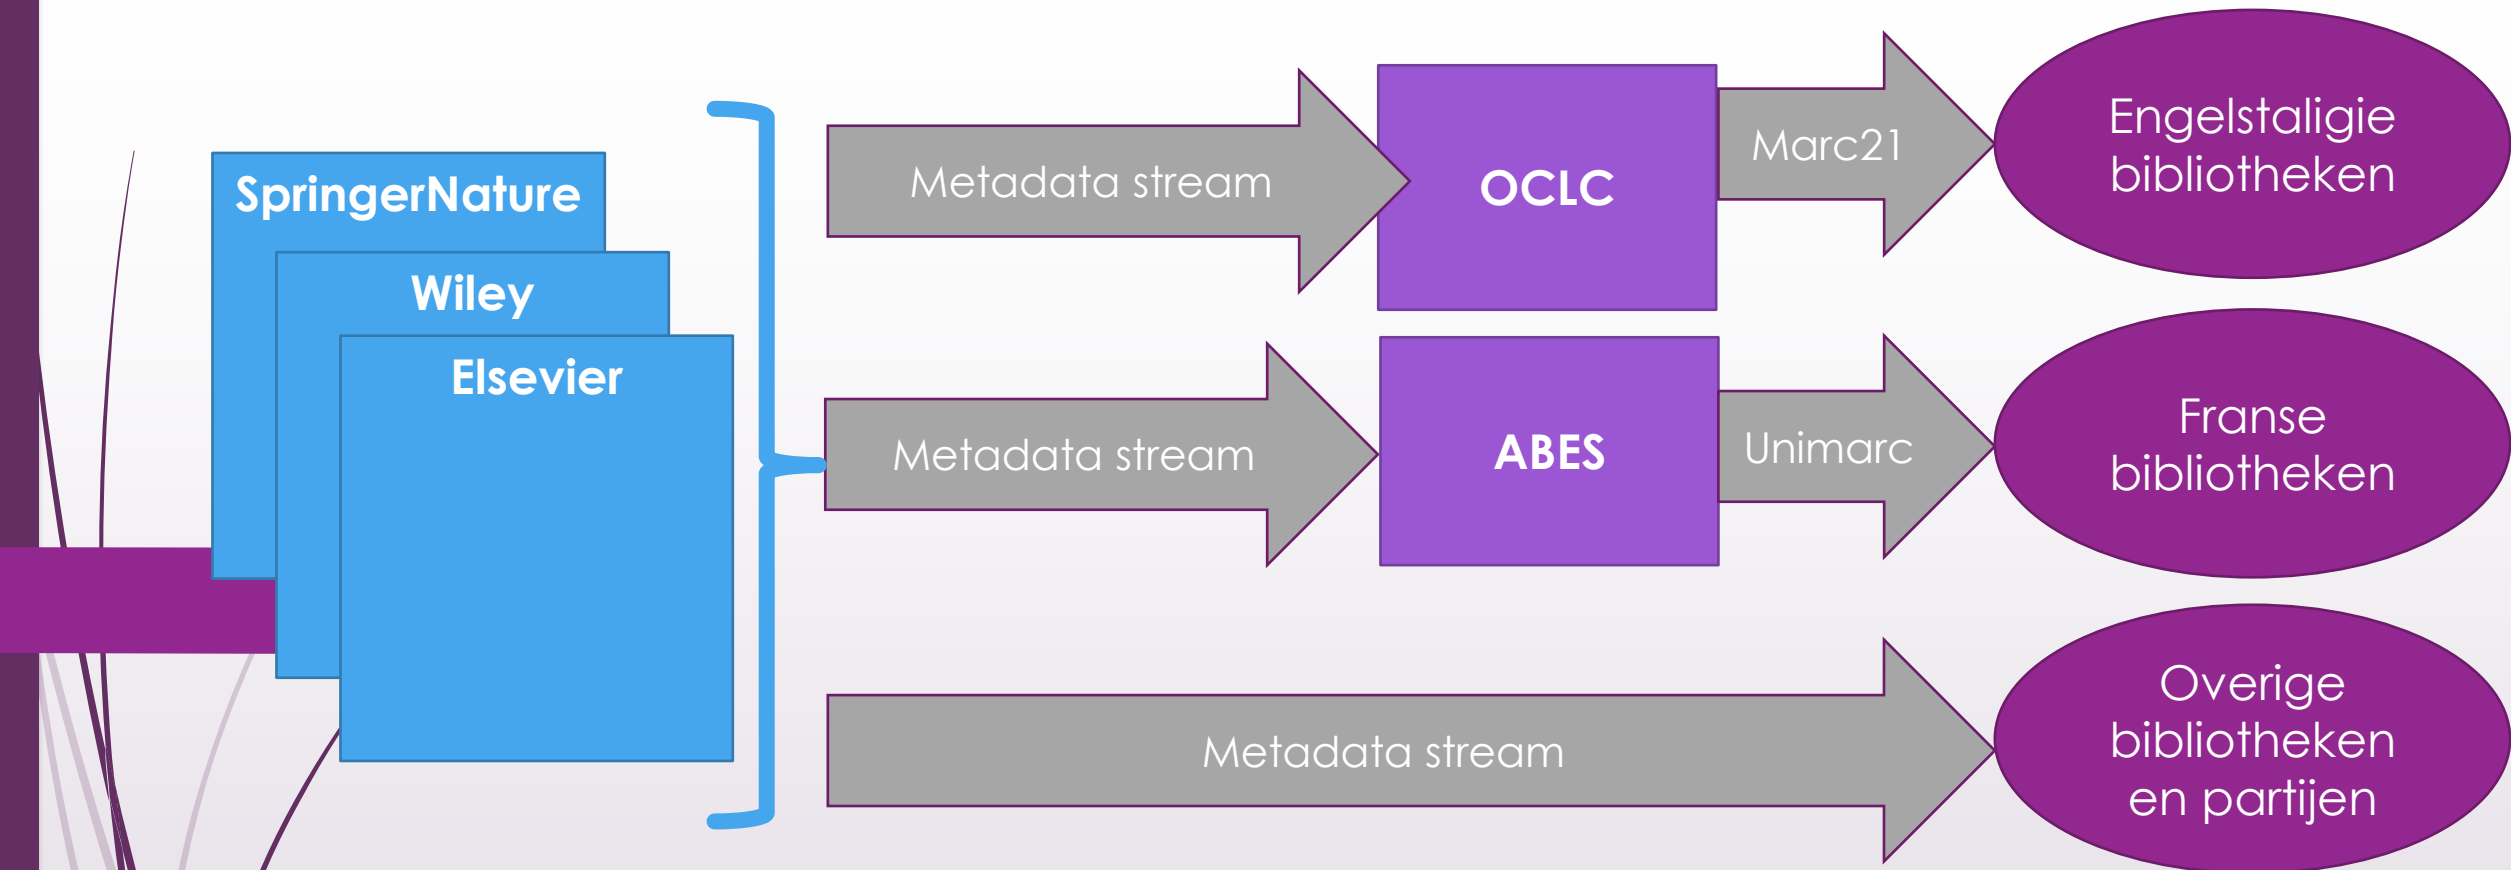 SpringerNature
Wiley
Elsevier
Metadata stream
OCLC
Marc21
Engelstaligie
bibliotheken
Metadata stream
ABES
Unimarc
Franse
bibliotheken
Metadata stream
Overige
bibliotheken
en partijen